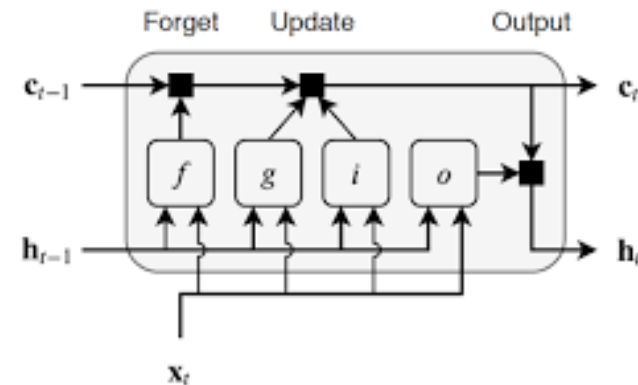 Forget Update Output
c_{t−1} c_t
f g i o
h_{t−1} h_t
x_t